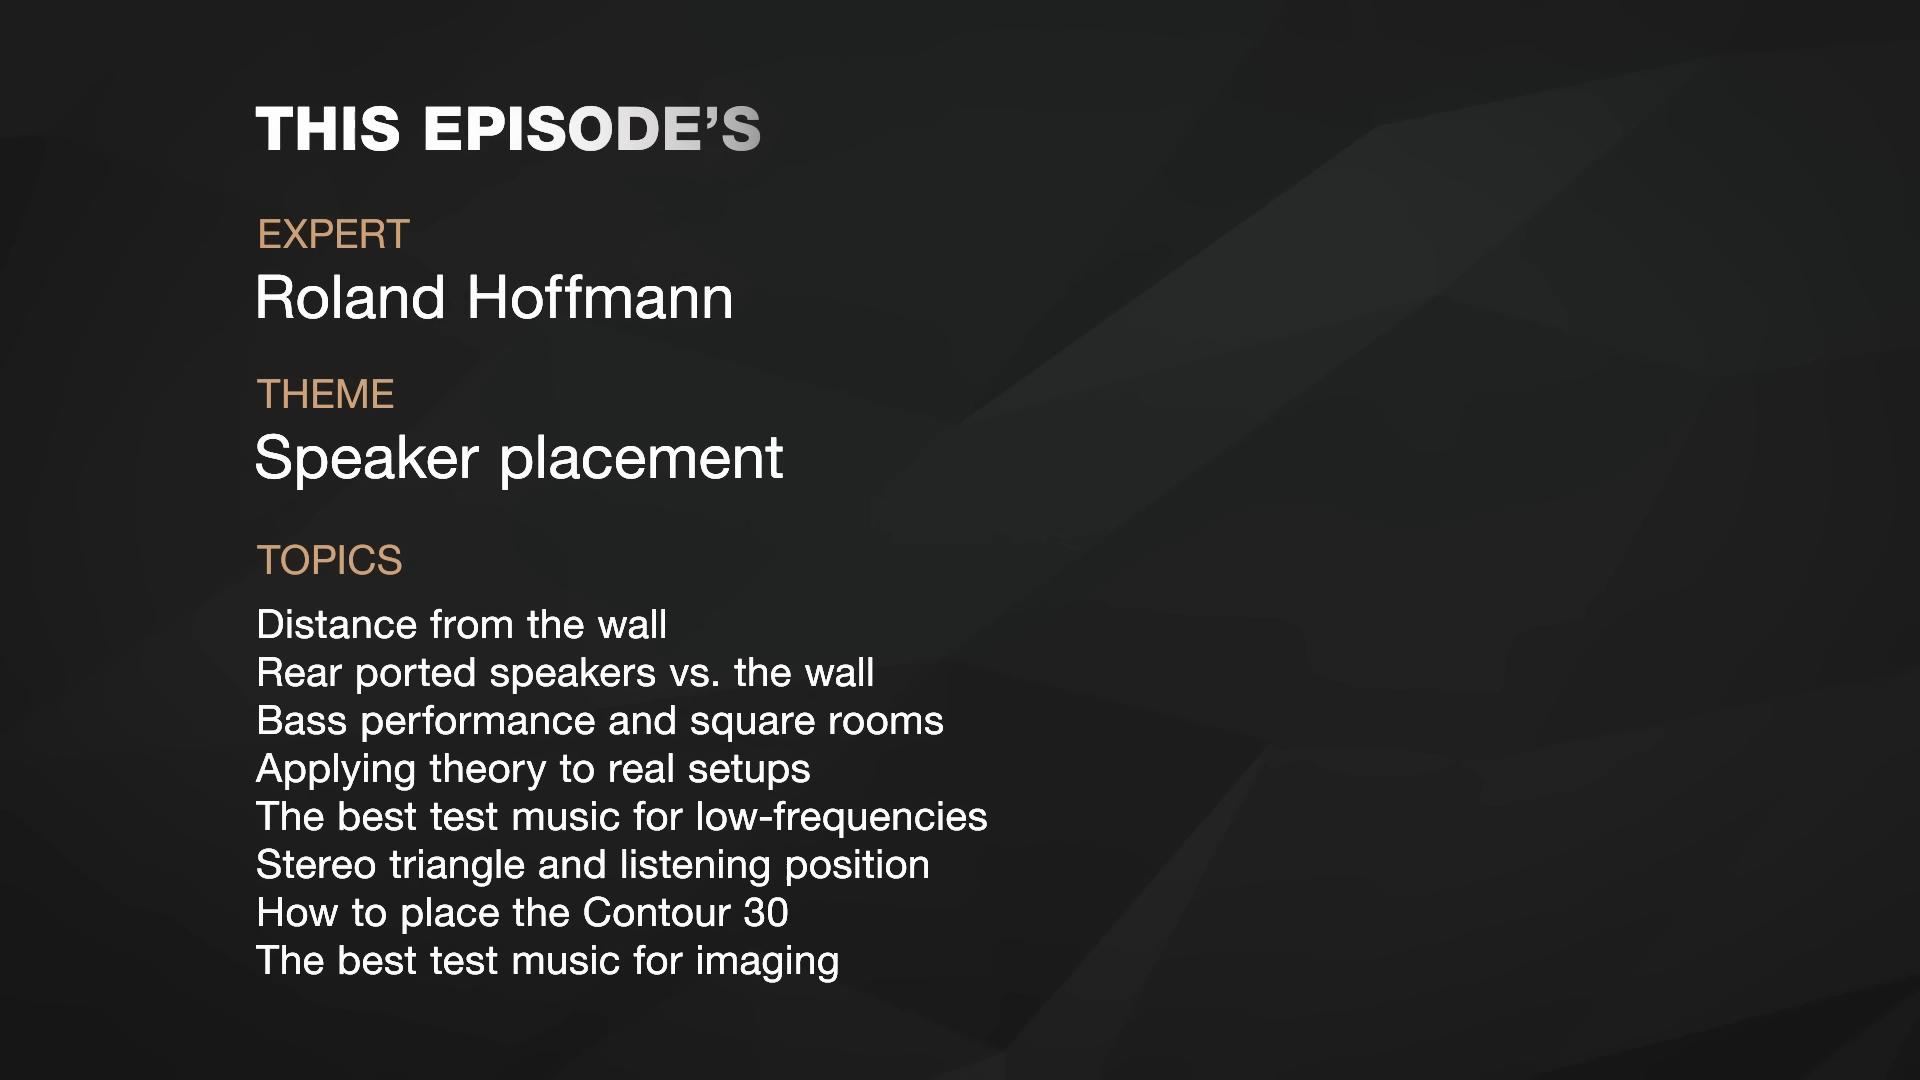 THIS EPISODE’S
EXPERT
Roland Hoffmann
THEME
Speaker placement
TOPICS
Distance from the wall
Rear ported speakers vs. the wall
Bass performance and square rooms
Applying theory to real setups
The best test music for low-frequencies
Stereo triangle and listening position
How to place the Contour 30
The best test music for imaging